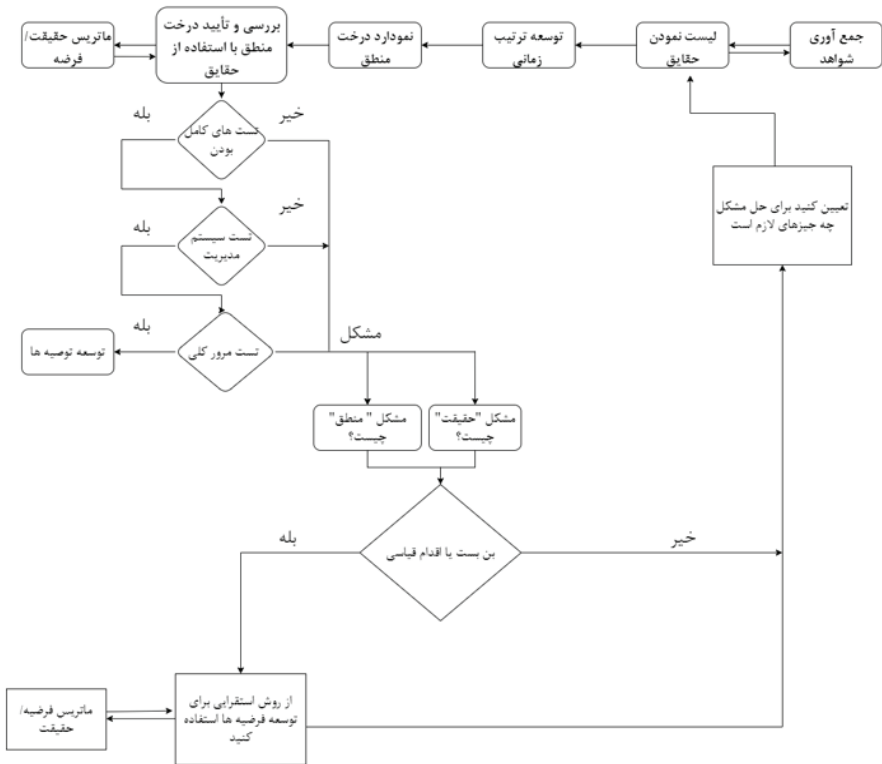 جمع آوری
شواهد
لیست نمودن
حقایق
توسعه ترتیب
زمانی
نمودارد درخت
منطق
بررسی و تأیید درخت
منطق با استفاده از
حقایق
ماتریس حقیقت/
فرضه
بله
خیر
تست های کامل
بودن
بله
خیر
تست سیستم
مدیریت
تعیین کنید برای حل مشکل
چه چیزهای لازم است
بله
مشکل
تست مرور کلی
توسعه توصیه ها
مشکل "حقیقت"
چیست؟
مشکل " منطق"
چیست؟
خیر
بله
بن بست یا اقدام قیاسی
از روش استقرایی برای
توسعه فرضیه ها استفاده
کنید
ماتریس فرضیه/
حقیقت